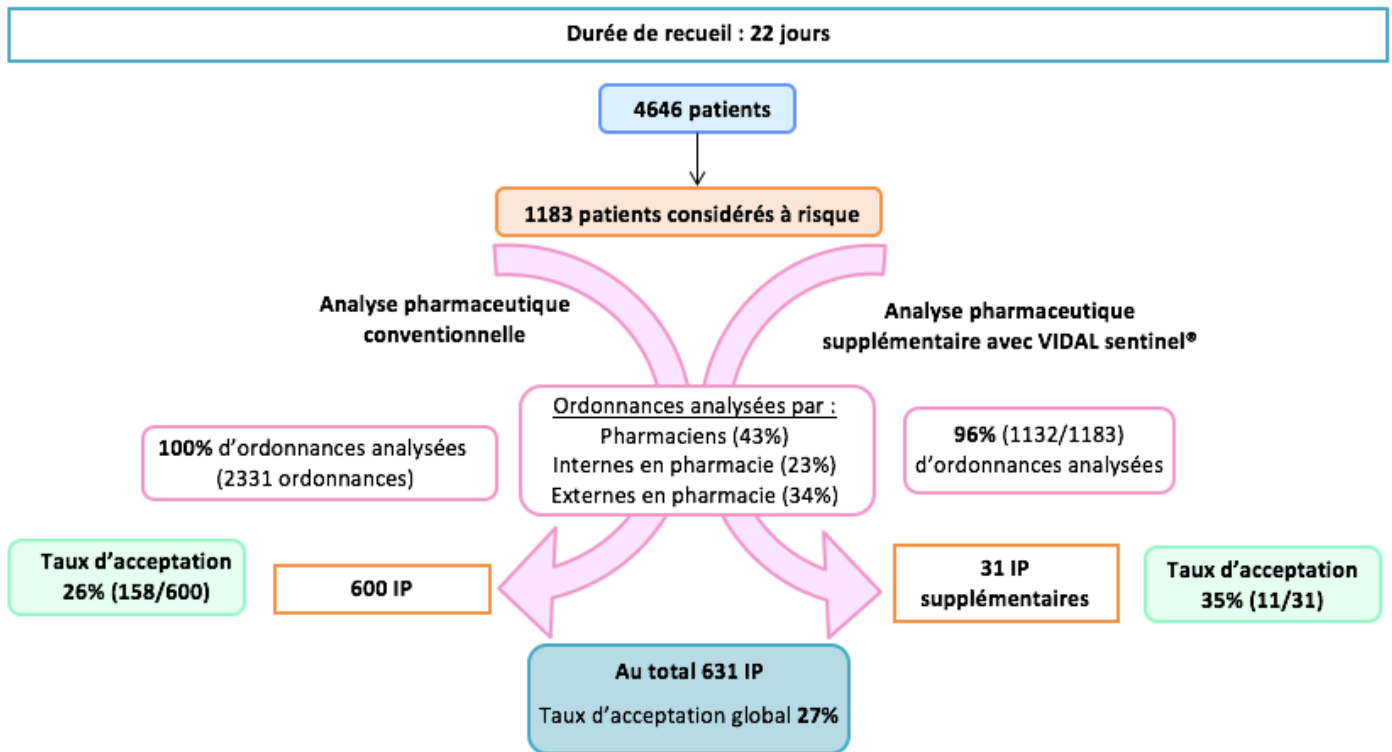 Durée de recueil : 22 jours
4646 patients
1183 patients considérés à risque
Analyse pharmaceutique
conventionnelle
Analyse pharmaceutique
supplémentaire avec VIDAL sentinel®
Ordonnances analysées par :
Pharmaciens (43%)
Internes en pharmacie (23%)
Externes en pharmacie (34%)
100% d’ordonnances analysées
(2331 ordonnances)
96% (1132/1183)
d’ordonnances analysées
Taux d’acceptation
26% (158/600)
600 IP
31 IP
supplémentaires
Taux d’acceptation
35% (11/31)
Au total 631 IP
Taux d’acceptation global 27%